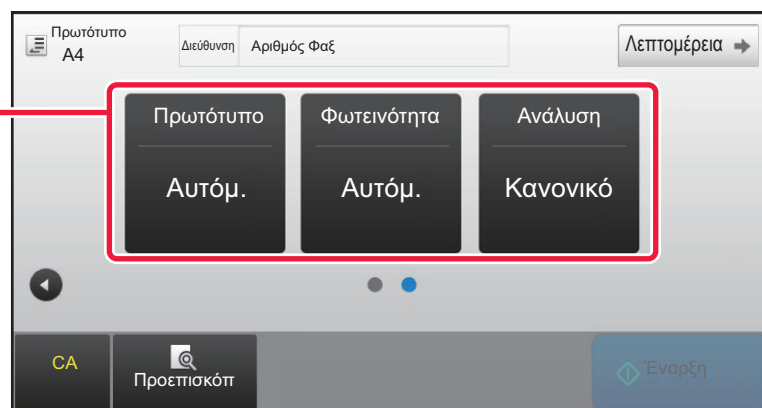 Πρωτότυπο
A4
Διεύθυνση Αριθμός Φαξ
Λεπτομέρεια
Πρωτότυπο
Αυτόμ.
Φωτεινότητα
Αυτόμ.
Ανάλυση
Κανονικό
CA
Προεπισκόπ
Έναρξη